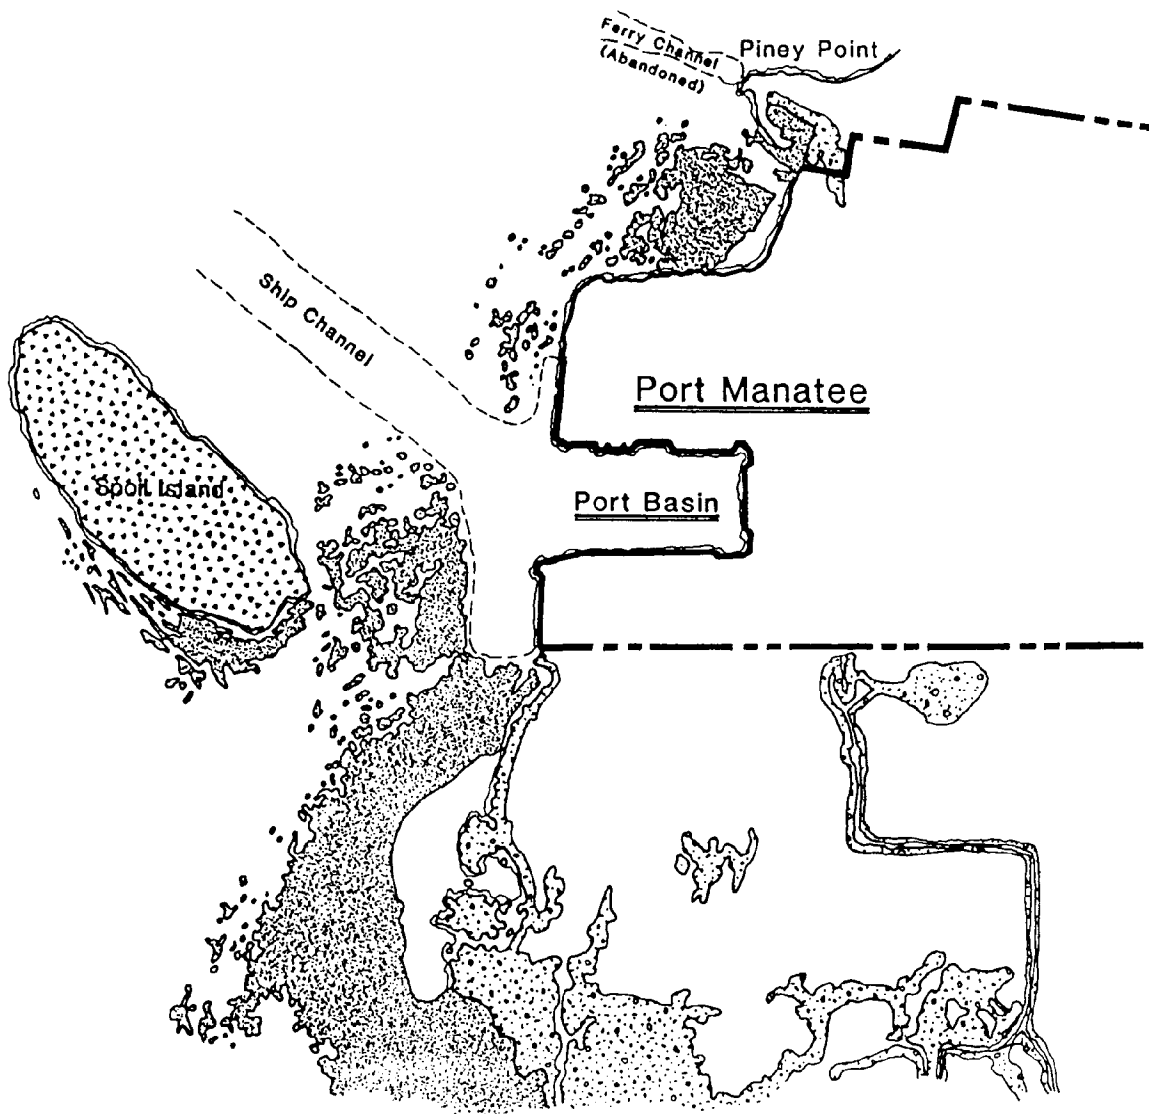 Ferry Channel
(Abandoned)
Piney Point
Ship Channel
Port Manatee
Spoil Island
Port Basin